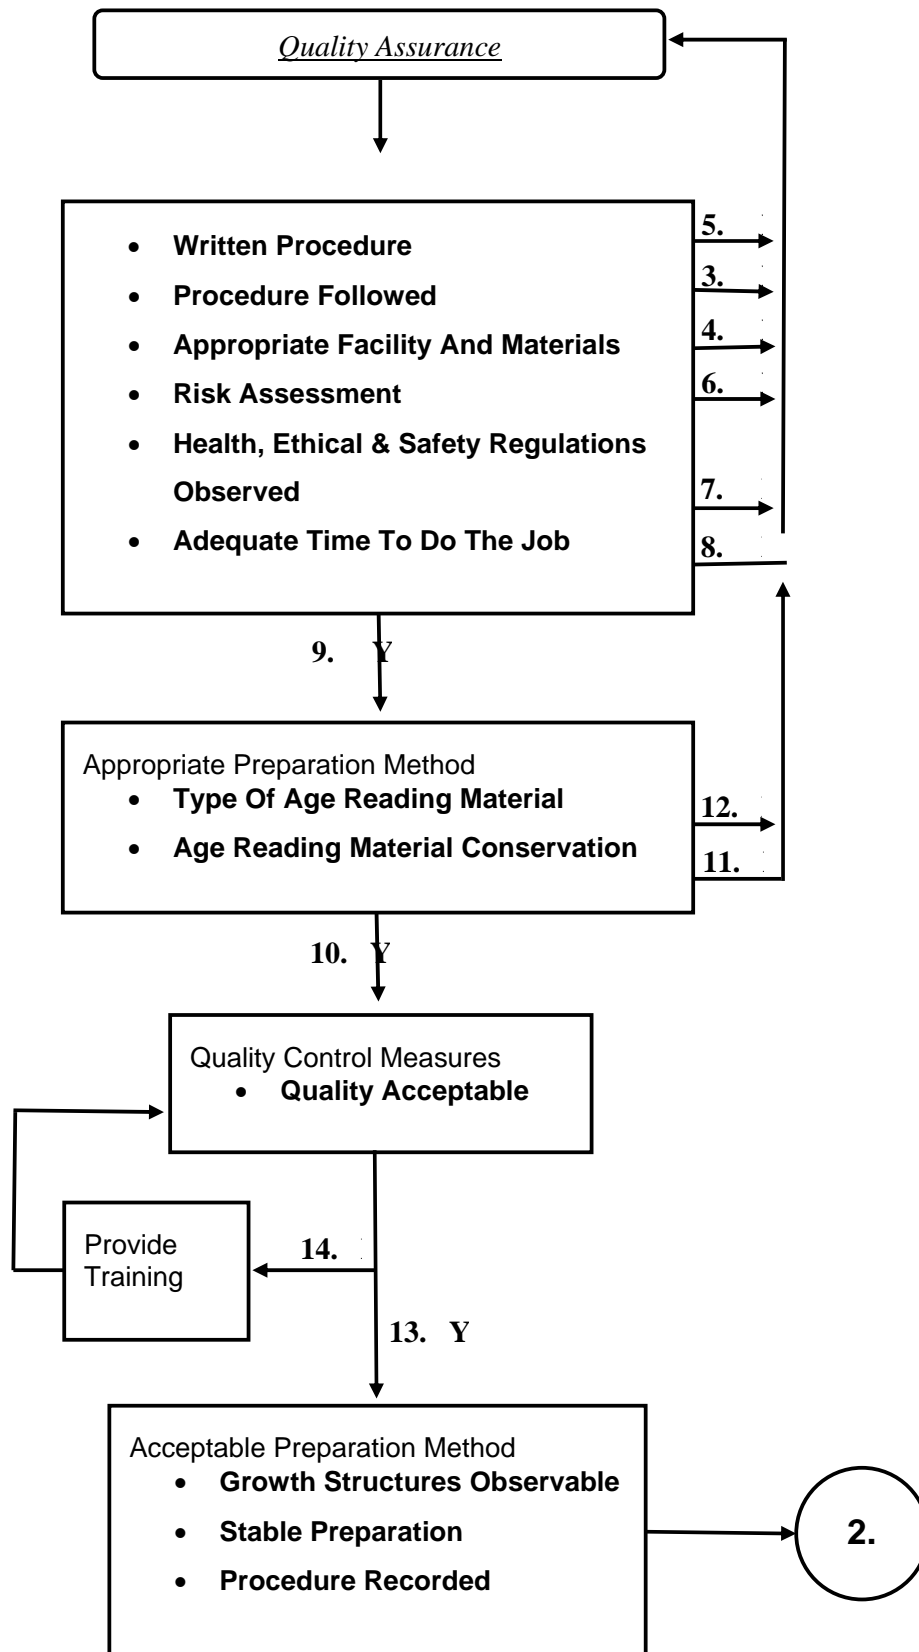 Quality Assurance
5.
• Written Procedure
3.
• Procedure Followed
4.
• Appropriate Facility And Materials
6.
• Risk Assessment
• Health, Ethical & Safety Regulations
7.
Observed
8.
• Adequate Time To Do The Job
9. Y
Appropriate Preparation Method
• Type Of Age Reading Material
12.
• Age Reading Material Conservation
11.
10. Y
Quality Control Measures
• Quality Acceptable
Provide
Training
14.
13. Y
Acceptable Preparation Method
• Growth Structures Observable
• Stable Preparation
• Procedure Recorded
2.